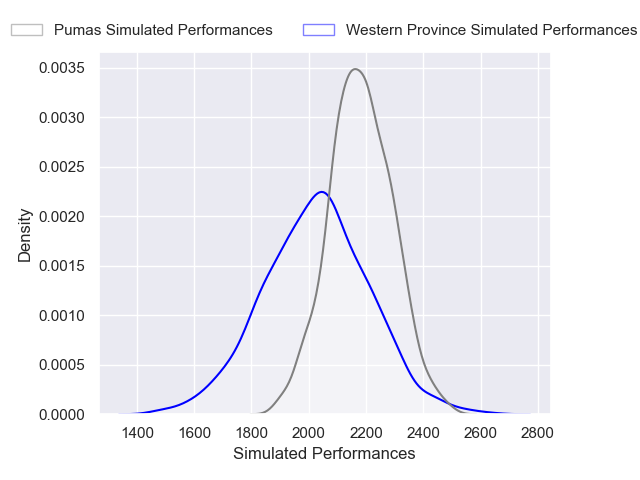 Pumas Simulated Performances
Western Province Simulated Performances
0.0035
0.0030
0.0025
0.0020
0.0015
0.0010
0.0005
0.0000
Density
1400 1600 1800 2000 2200 2400 2600 2800
Simulated Performances